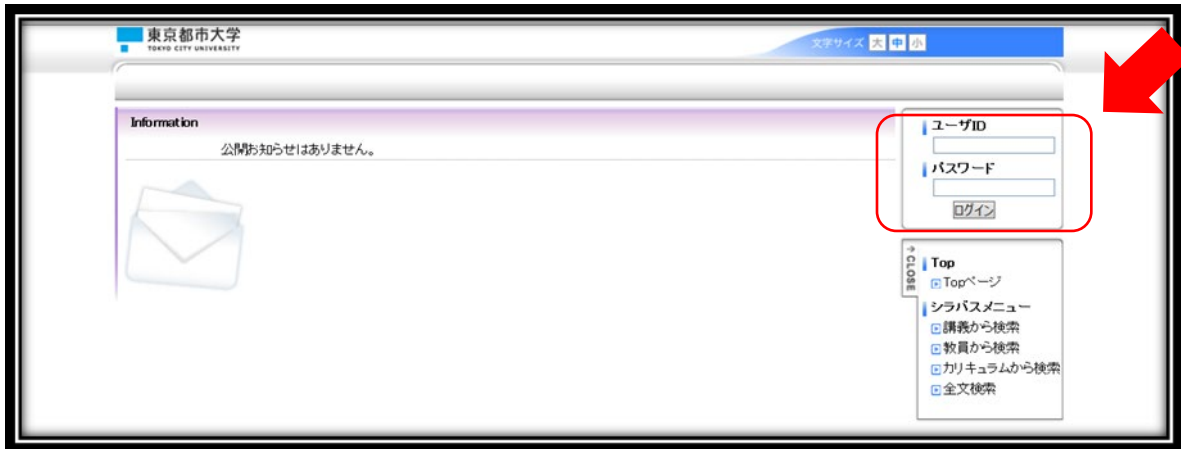 東京都市大学
TOKYO CITY UNIVERSITY
文字サイズ 大 中 小
Information
公開お知らせはありません。
ユーザID
パスワード
ログイン
→CLOSE
Top
Topページ
シラバスメニュー
講義から検索
教員から検索
カリキュラムから検索
全文検索